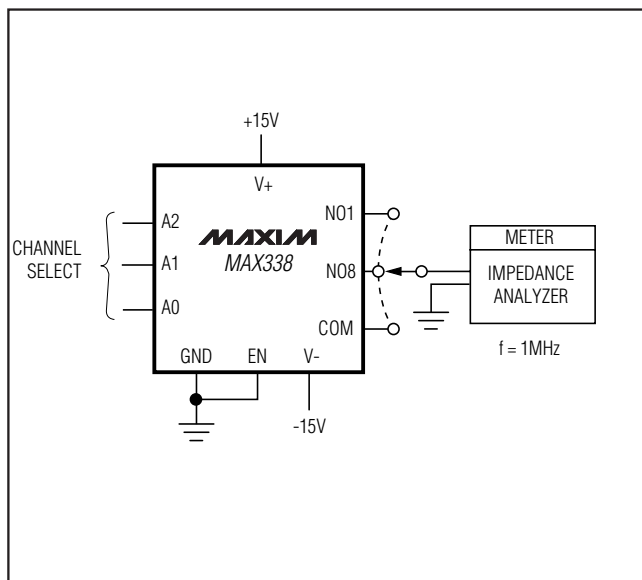 +15V
V+
CHANNEL
SELECT
A2
A1
A0
MAXIM
MAX338
NO1
NO8
COM
GND
EN
V-
-15V
METER
IMPEDANCE
ANALYZER
f = 1MHz